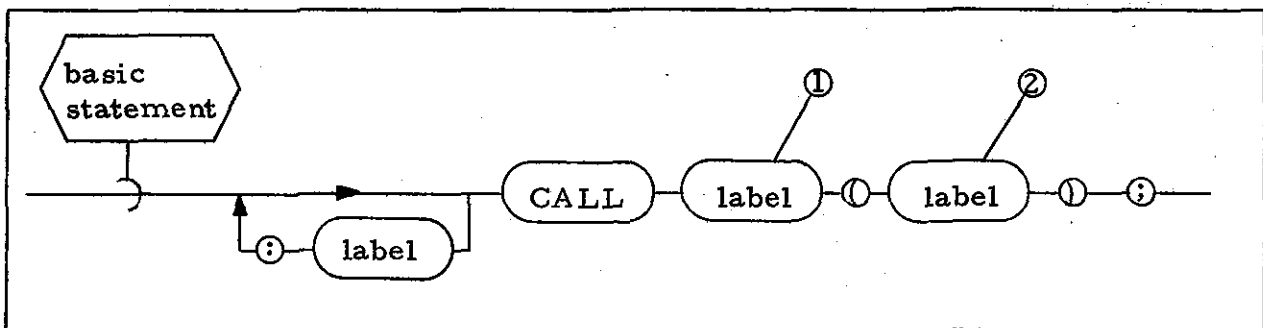 basic
statement
① ②
CALL label ( label ) ;
: label